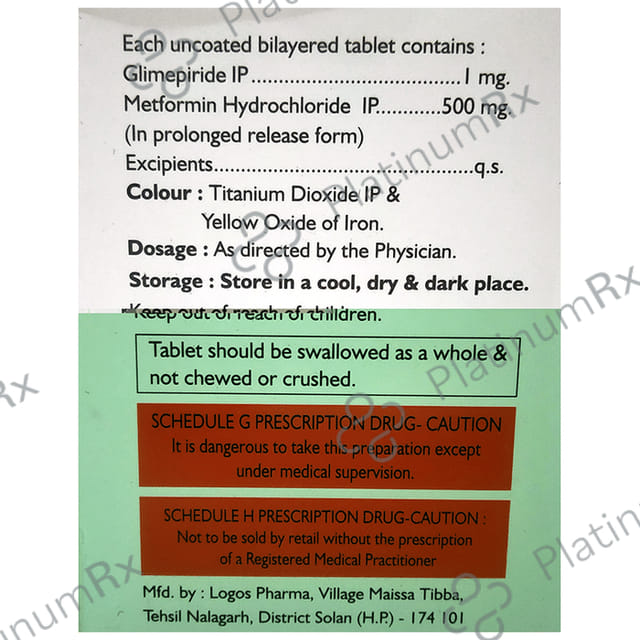 Each uncoated bilayered tablet contains :
Glimepiride IP....................................1 mg.
Metformin Hydrochloride IP...........500 mg.
(In prolonged release form)
Excipients............................................q.s.
Colour : Titanium Dioxide IP &
Yellow Oxide of Iron.
Dosage : As directed by the Physician.
Storage : Store in a cool, dry & dark place.
Keep out of reach of children.
Tablet should be swallowed as a whole &
not chewed or crushed.
SCHEDULE G PRESCRIPTION DRUG- CAUTION
It is dangerous to take this preparation except
under medical supervision.
SCHEDULE H PRESCRIPTION DRUG-CAUTION :
Not to be sold by retail without the prescription
of a Registered Medical Practitioner
Mfd. by : Logos Pharma, Village Maissa Tibba,
Tehsil Nalagarh, District Solan (H.P.) - 174 101
PlatinumRx
PlatinumRx
PlatinumRx
PlatinumRx